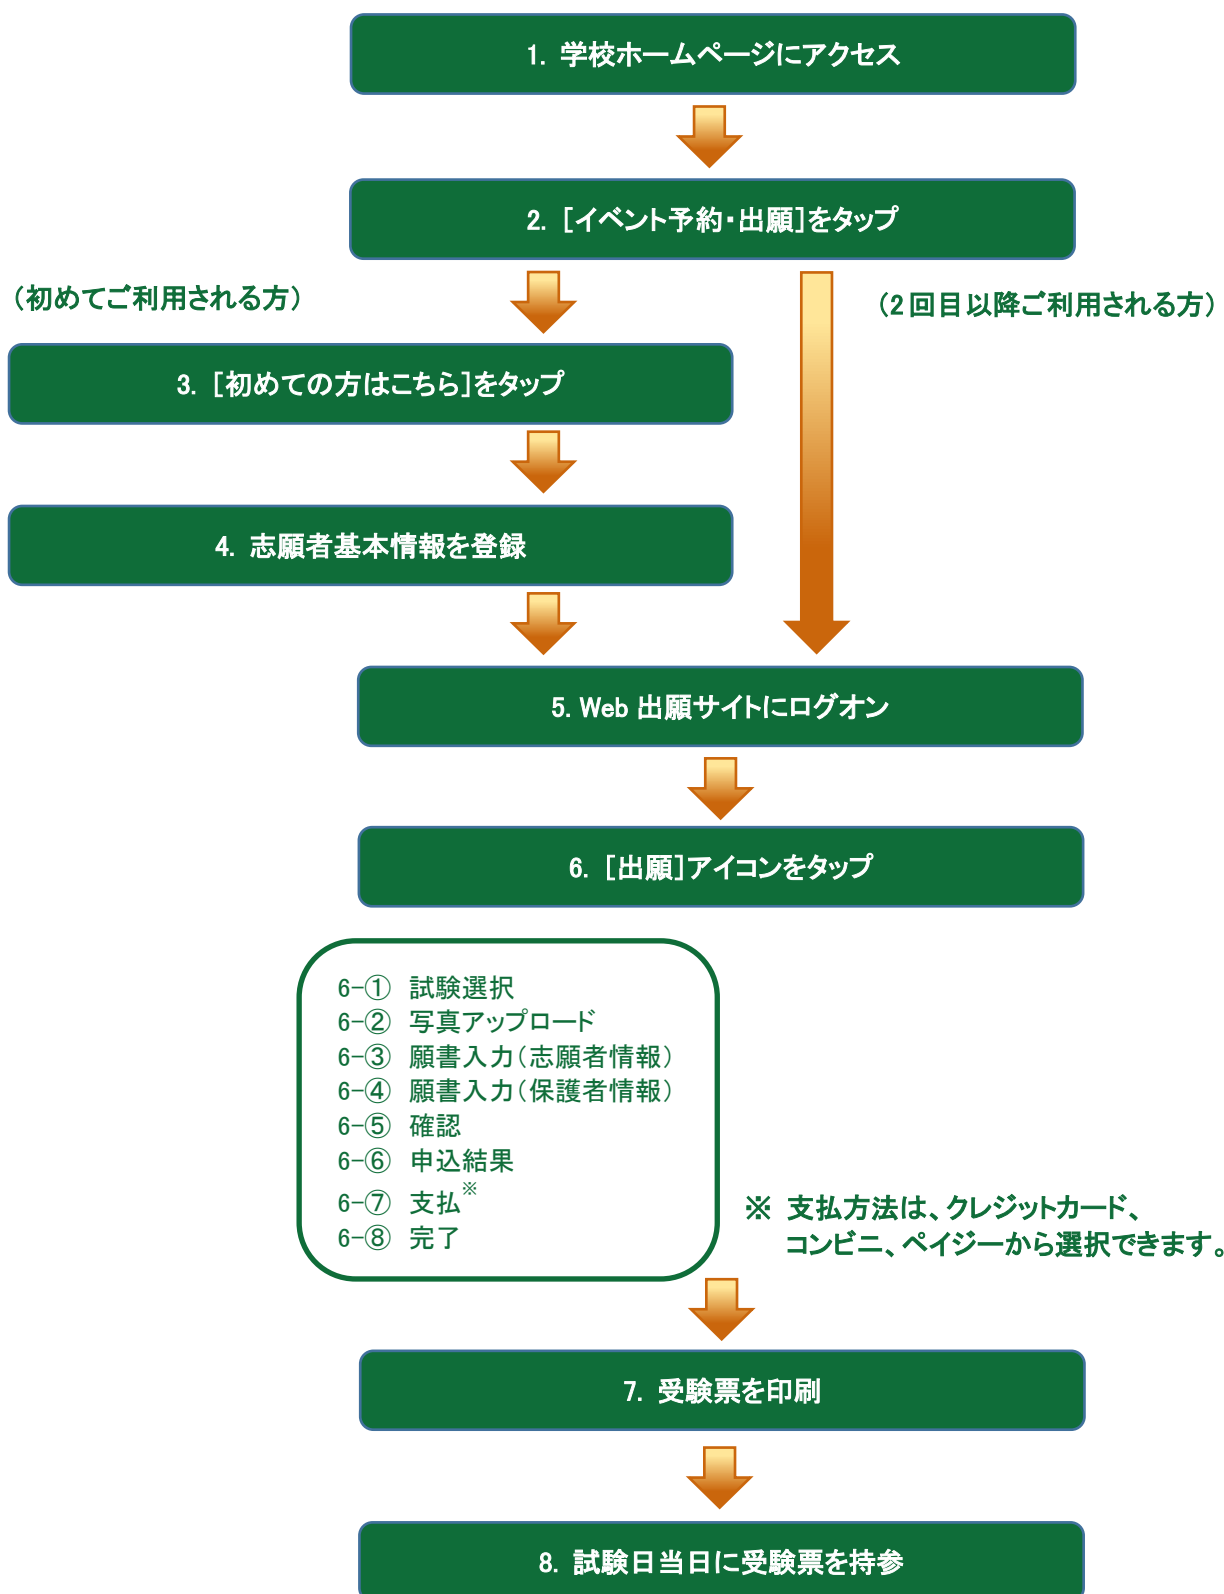 1. 学校ホームページにアクセス
2. [イベント予約・出願]をタップ
(初めてご利用される方)
(2回目以降ご利用される方)
3. [初めての方はこちら]をタップ
4. 志願者基本情報を登録
5. Web 出願サイトにログオン
6. [出願]アイコンをタップ
6-① 試験選択
6-② 写真アップロード
6-③ 願書入力(志願者情報)
6-④ 願書入力(保護者情報)
6-⑤ 確認
6-⑥ 申込結果
6-⑦ 支払※
6-⑧ 完了
※ 支払方法は、クレジットカード、
コンビニ、ペイジーから選択できます。
7. 受験票を印刷
8. 試験日当日に受験票を持参